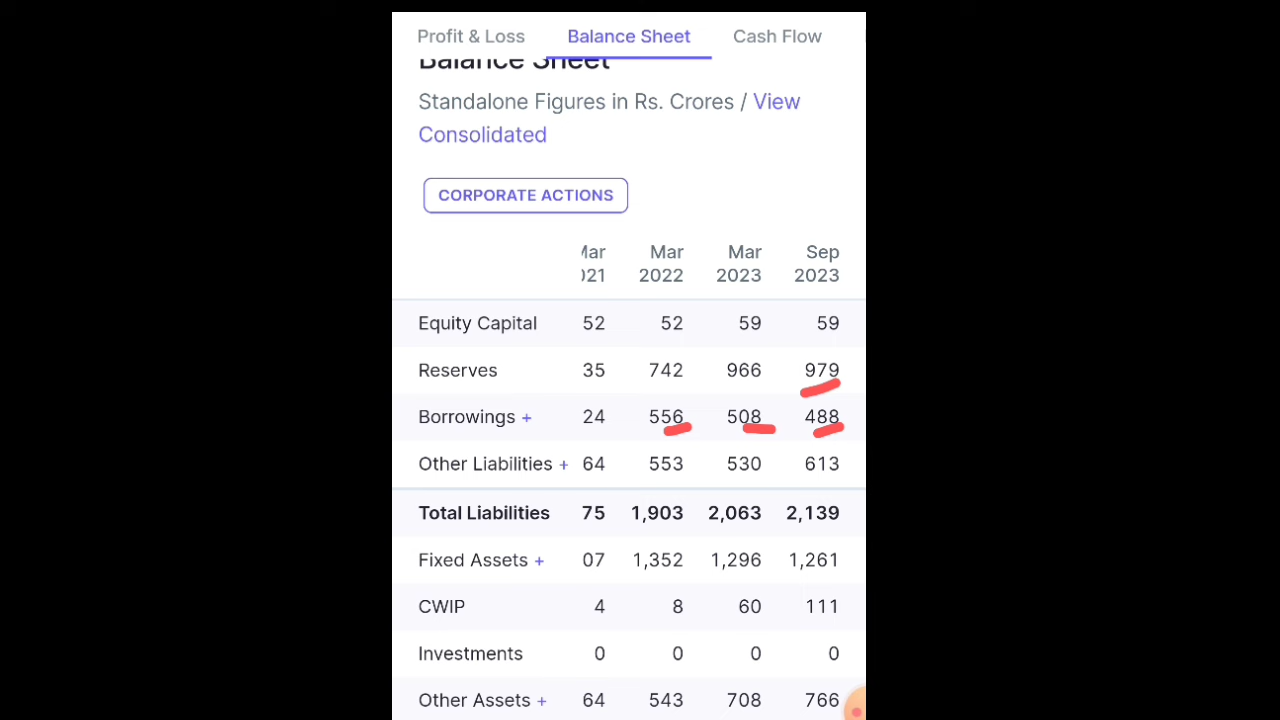 Profit & Loss Balance Sheet Cash Flow
Balance Sheet
Standalone Figures in Rs. Crores / View
Consolidated
CORPORATE ACTIONS
Mar Mar Sep
2022 2023 2023
Equity Capital 52 52 59 59
Reserves 35 742 966 979
Borrowings + 24 556 508 488
Other Liabilities + 64 553 530 613
Total Liabilities 75 1,903 2,063 2,139
Fixed Assets + 07 1,352 1,296 1,261
CWIP 4 8 60 111
Investments 0 0 0 0
Other Assets + 64 543 708 766